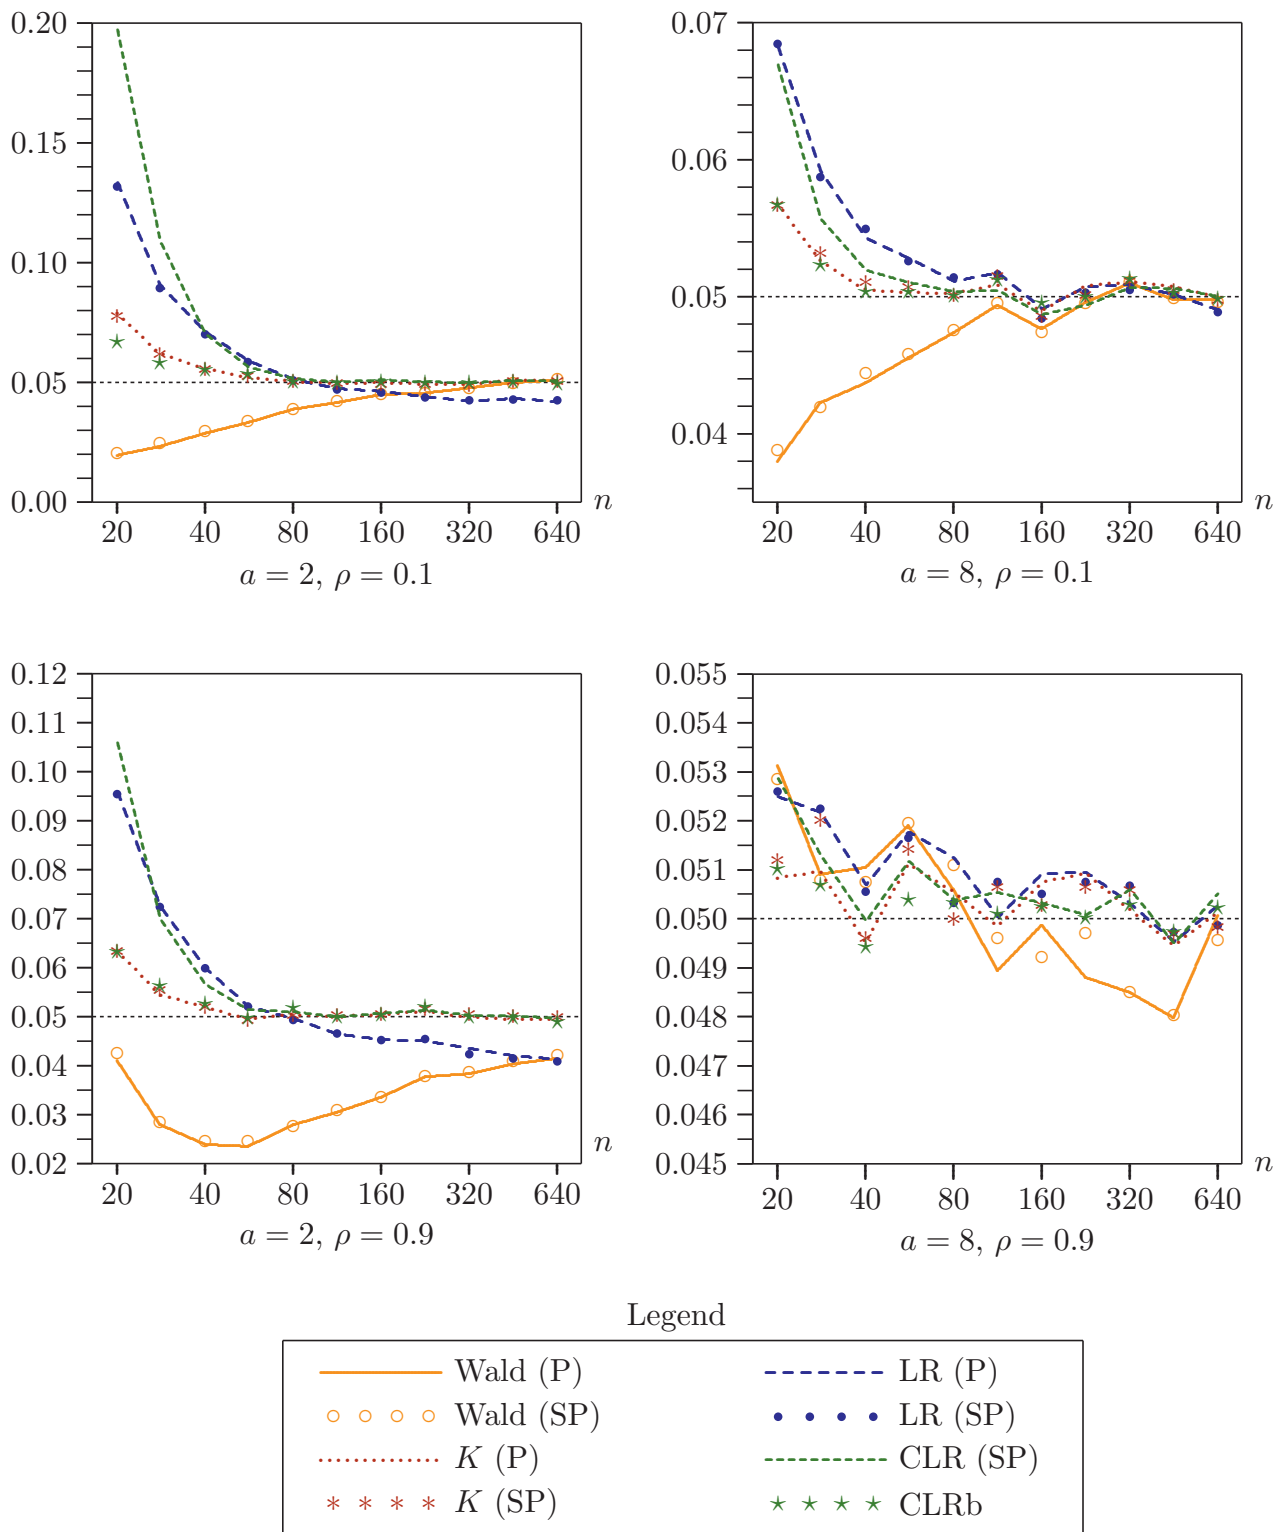 0.20
0.15
0.10
0.05
0.00
20 40 80 160 320 640
n
a = 2, ρ = 0.1
0.07
0.06
0.05
0.04
20 40 80 160 320 640
n
a = 8, ρ = 0.1
0.12
0.11
0.10
0.09
0.08
0.07
0.06
0.05
0.04
0.03
0.02
20 40 80 160 320 640
n
a = 2, ρ = 0.9
0.055
0.054
0.053
0.052
0.051
0.050
0.049
0.048
0.047
0.046
0.045
20 40 80 160 320 640
n
a = 8, ρ = 0.9
Legend
Wald (P)
Wald (SP)
K (P)
K (SP)
LR (P)
LR (SP)
CLR (SP)
CLRb